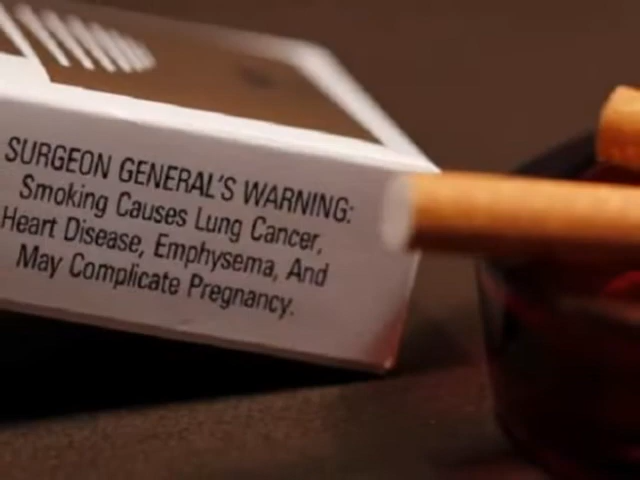 SURGEON GENERAL'S WARNING:
Smoking Causes Lung Cancer,
Heart Disease, Emphysema, And
May Complicate Pregnancy.